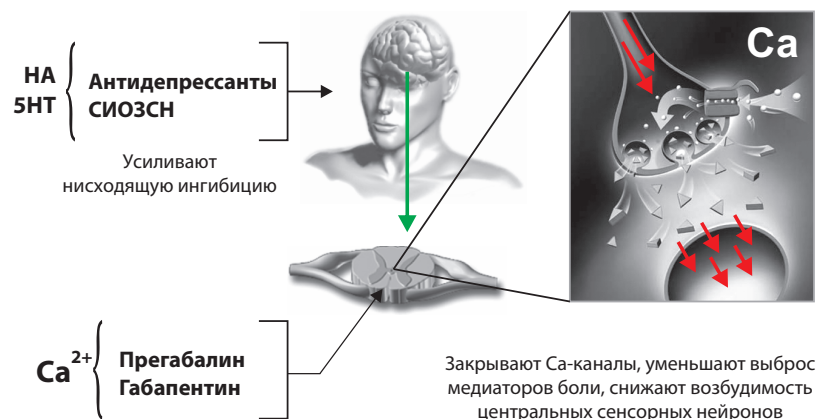 НА
5НТ
Антидепрессанты
СИОЗСН
Усиливают
нисходящую ингибицию
Ca
Ca2+
Прегабалин
Габапентин
Закрывают Са-каналы, уменьшают выброс
медиаторов боли, снижают возбудимость
центральных сенсорных нейронов